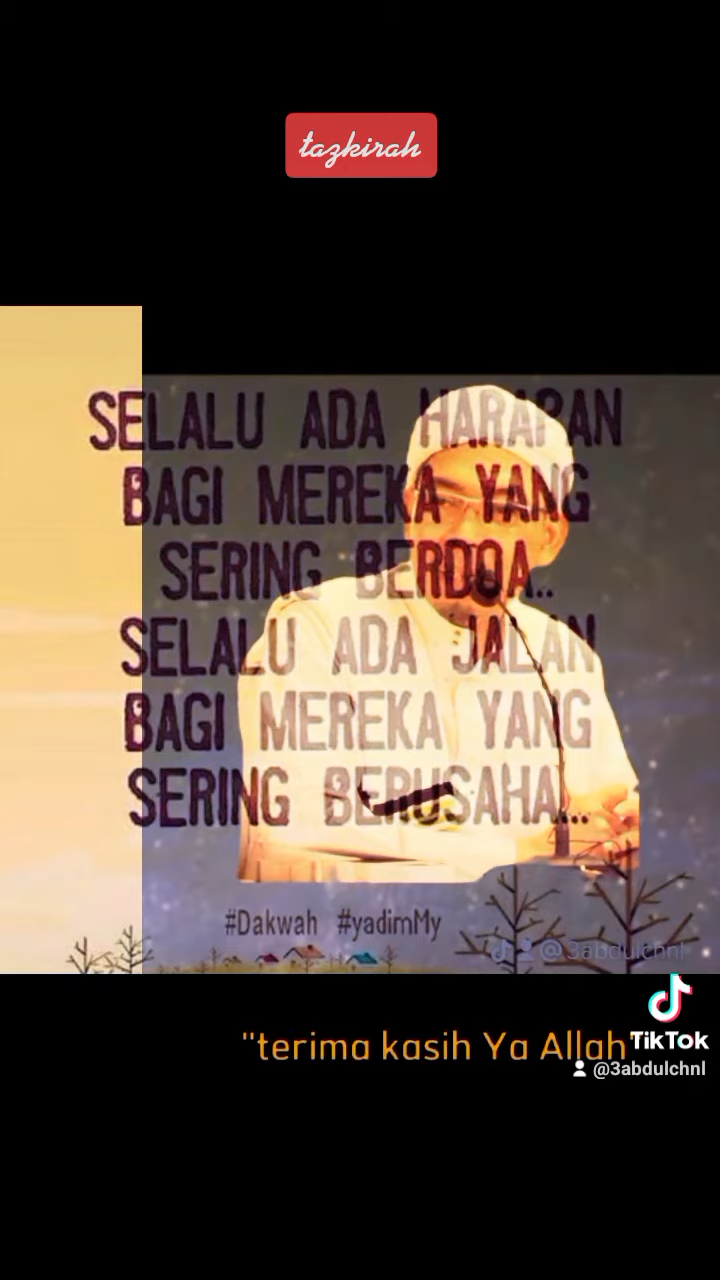 tazkirah
SELALU ADA HARAPAN
BAGI MEREKA YANG
SERING BERDOA..
SELALU ADA JALAN
BAGI MEREKA YANG
SERING BERUSAHA...
#Dakwah #yadimMy
@3abdulchnl
"terima kasih Ya Allah"
TikTok
@3abdulchnl